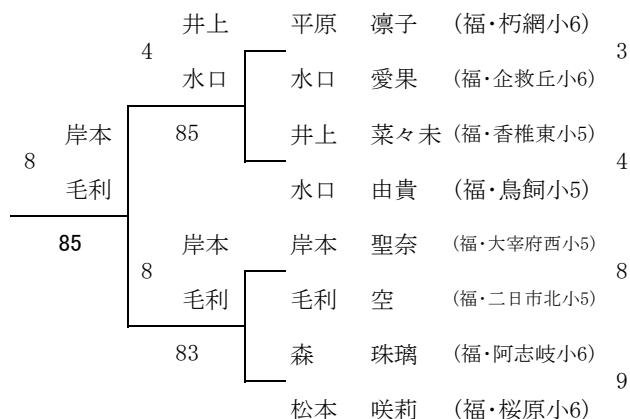 井上 平原 凛子 (福・朽網小6)
4 3
水口 水口 愛果 (福・企救丘小6)
岸本 85 井上 菜々未 (福・香椎東小5)
8 4
毛利 水口 由貴 (福・鳥飼小5)
85 岸本 岸本 聖奈 (福・大宰府西小5)
8 8
毛利 毛利 空 (福・二日市北小5)
83 森 珠璃 (福・阿志岐小6)
9
松本 咲莉 (福・桜原小6)